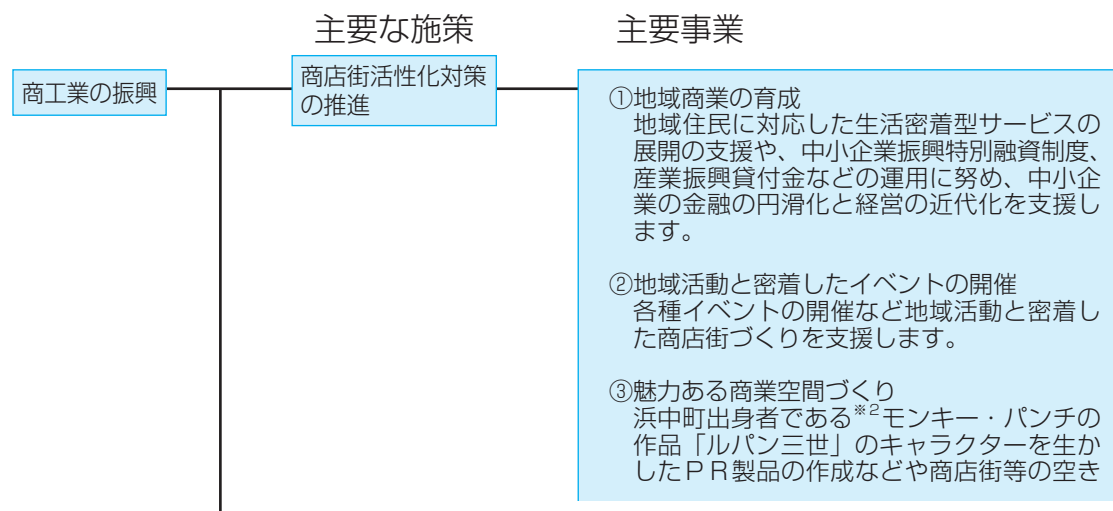 主要な施策
主要事業
商工業の振興
商店街活性化対策
の推進
①地域商業の育成
地域住民に対応した生活密着型サービスの
展開の支援や、中小企業振興特別融資制度、
産業振興貸付金などの運用に努め、中小企
業の金融の円滑化と経営の近代化を支援し
ます。
②地域活動と密着したイベントの開催
各種イベントの開催など地域活動と密着し
た商店街づくりを支援します。
③魅力ある商業空間づくり
浜中町出身者である※2モンキー・パンチの
作品「ルパン三世」のキャラクターを生か
したＰＲ製品の作成などや商店街等の空き